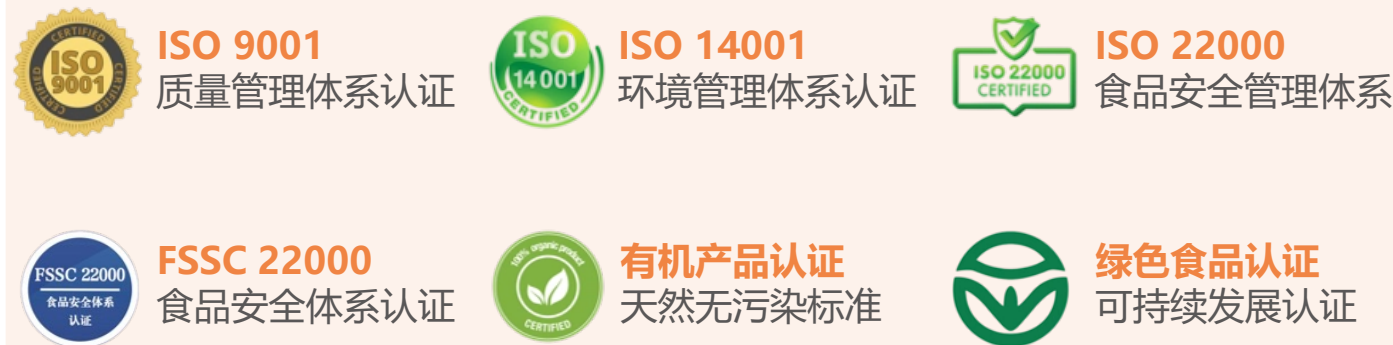 CERTIFIED
ISO
9001
CERTIFIED
ISO 9001
质量管理体系认证
ISO
14 001
CERTIFIED
ISO 14001
环境管理体系认证
ISO 22000
CERTIFIED
ISO 22000
食品安全管理体系
FSSC 22000
食品安全体系
认证
FSSC 22000
食品安全体系认证
100% organic product
CERTIFIED
有机产品认证
天然无污染标准
绿色食品认证
可持续发展认证